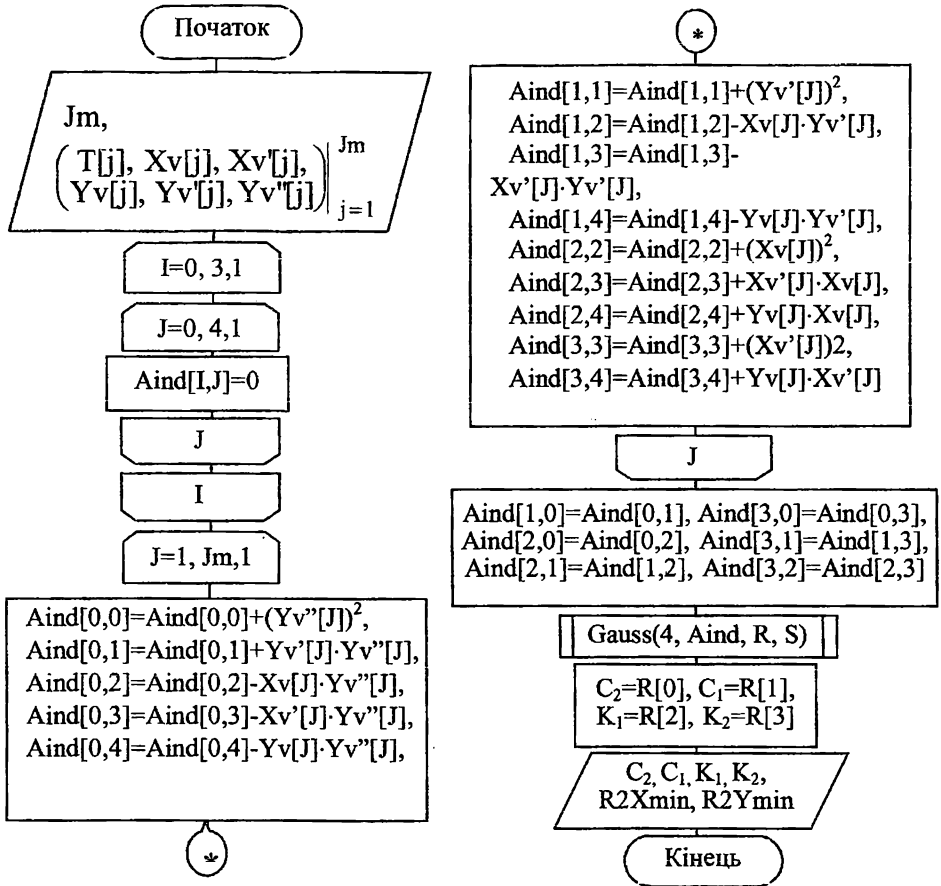 Початок
Jm,
( T[j], Xv[j], Xv'[j], | Jm
Yv[j], Yv'[j], Yv''[j] ) | j=1
I=0, 3,1
J=0, 4,1
Aind[I,J]=0
J
I
J=1, Jm,1
Aind[0,0]=Aind[0,0]+(Yv”[J])²,
Aind[0,1]=Aind[0,1]+Yv’[J]·Yv”[J],
Aind[0,2]=Aind[0,2]-Xv[J]·Yv”[J],
Aind[0,3]=Aind[0,3]-Xv’[J]·Yv”[J],
Aind[0,4]=Aind[0,4]-Yv[J]·Yv”[J],
*
*
Aind[1,1]=Aind[1,1]+(Yv’[J])²,
Aind[1,2]=Aind[1,2]-Xv[J]·Yv’[J],
Aind[1,3]=Aind[1,3]-
Xv’[J]·Yv’[J],
Aind[1,4]=Aind[1,4]-Yv[J]·Yv’[J],
Aind[2,2]=Aind[2,2]+(Xv[J])²,
Aind[2,3]=Aind[2,3]+Xv’[J]·Xv[J],
Aind[2,4]=Aind[2,4]+Yv[J]·Xv[J],
Aind[3,3]=Aind[3,3]+(Xv’[J])2,
Aind[3,4]=Aind[3,4]+Yv[J]·Xv’[J]
J
Aind[1,0]=Aind[0,1], Aind[3,0]=Aind[0,3],
Aind[2,0]=Aind[0,2], Aind[3,1]=Aind[1,3],
Aind[2,1]=Aind[1,2], Aind[3,2]=Aind[2,3]
Gauss(4, Aind, R, S)
C₂=R[0], C₁=R[1],
K₁=R[2], K₂=R[3]
C₂, C₁, K₁, K₂,
R2Xmin, R2Ymin
Кінець